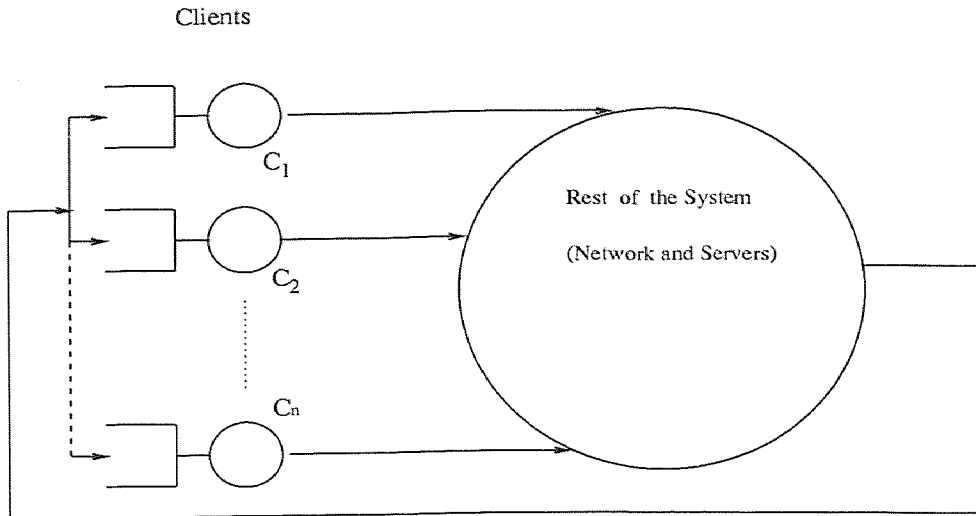 Clients
C1
Rest of the System
(Network and Servers)
C2
Cn